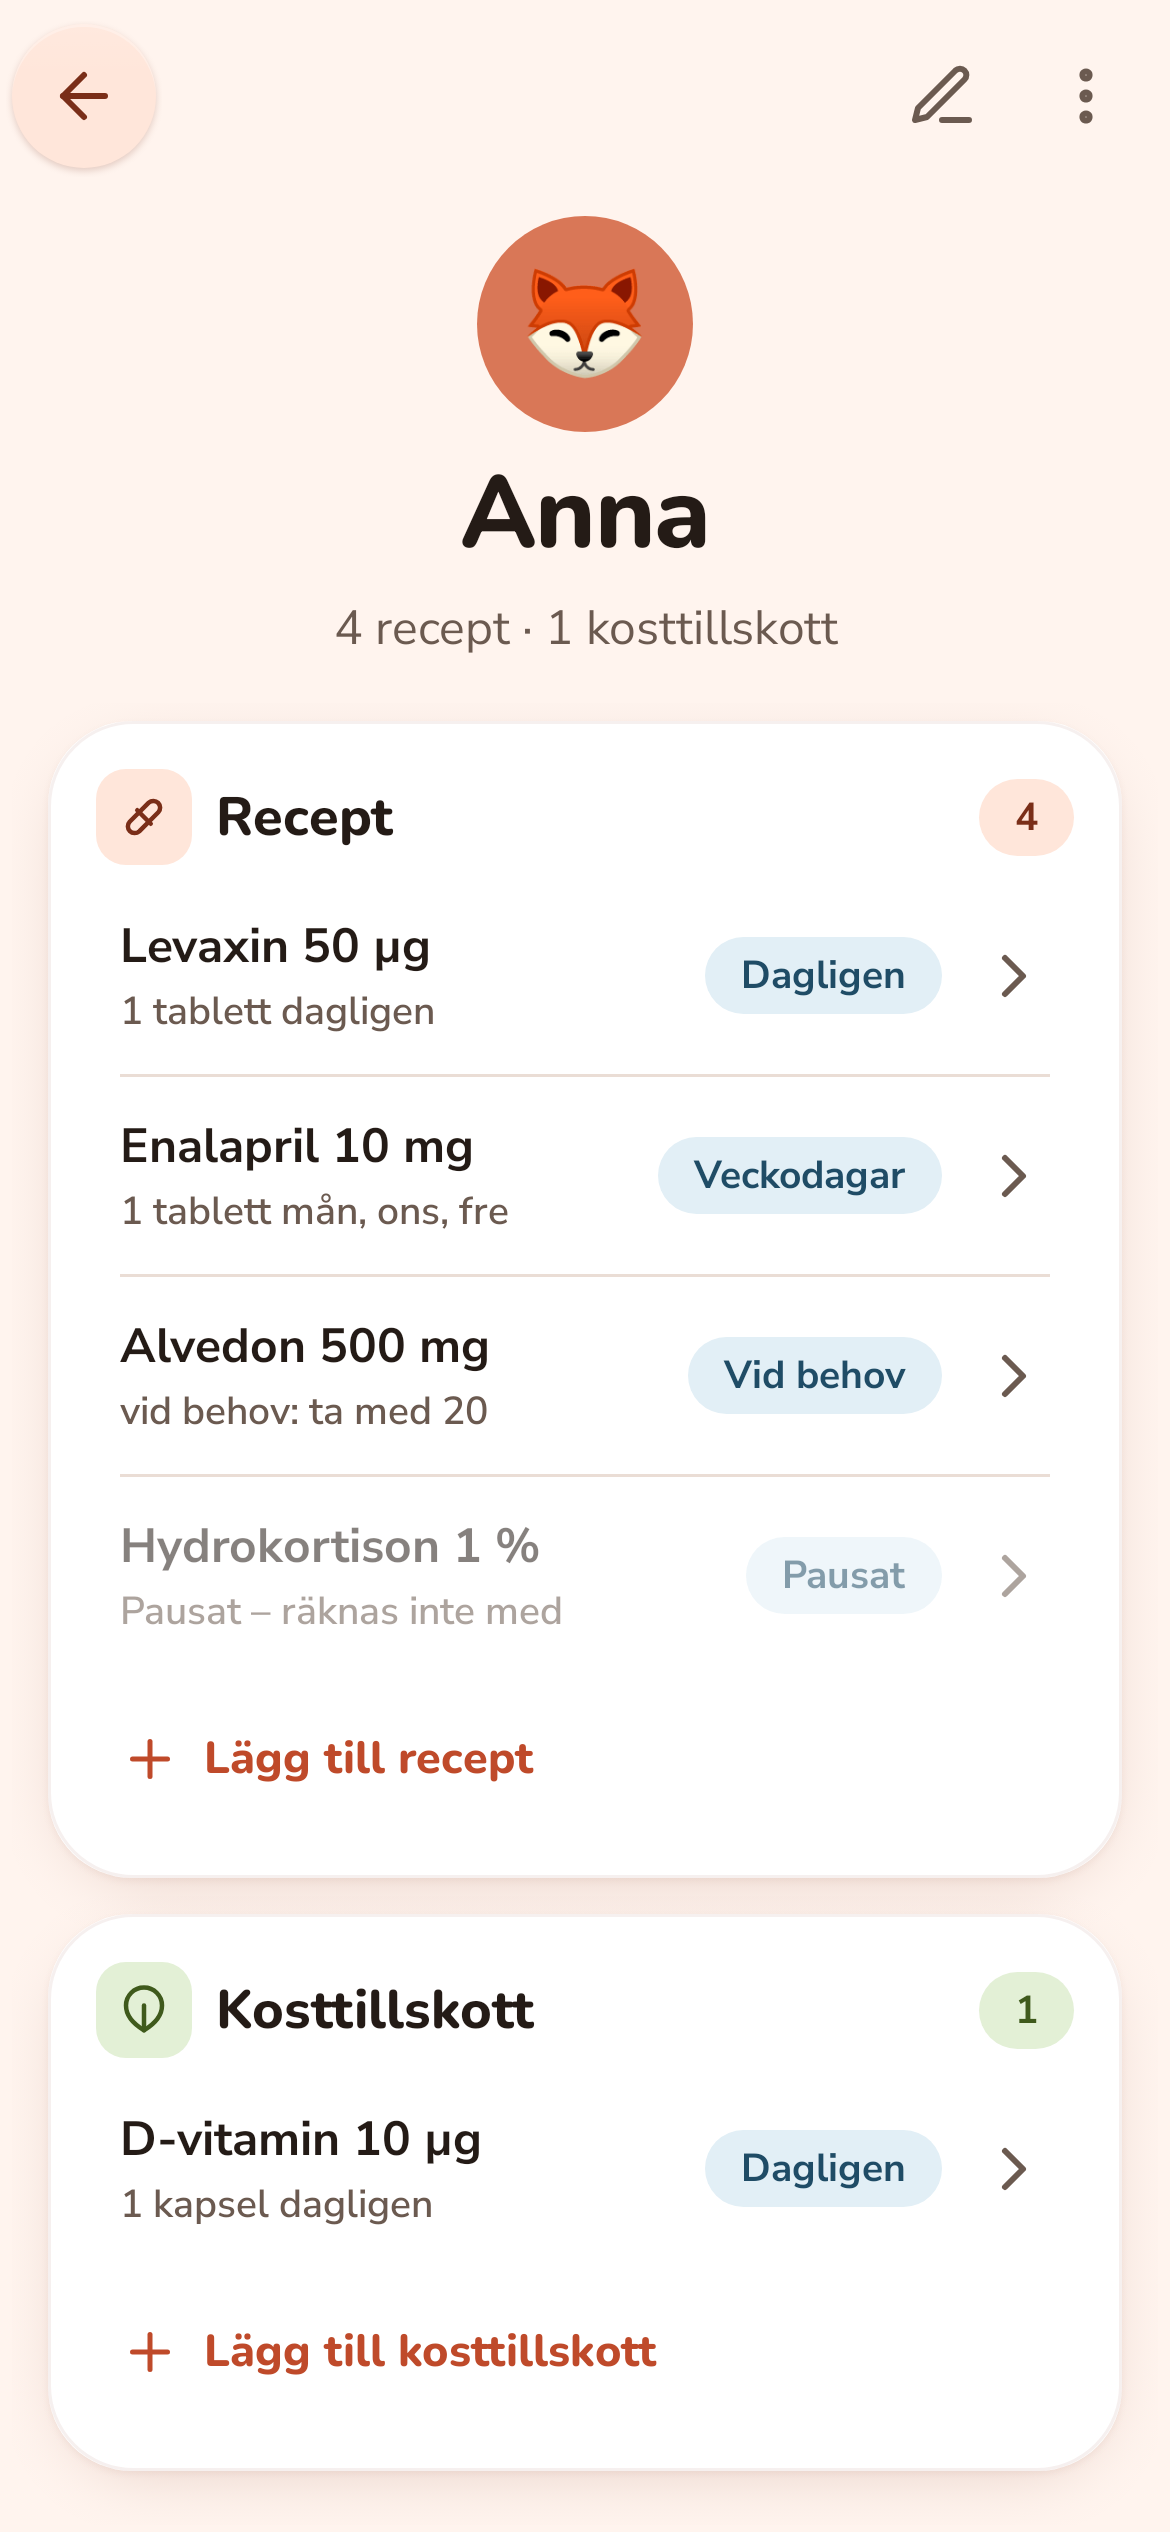 Anna
4 recept · 1 kosttillskott
Recept
4
Levaxin 50 µg
1 tablett dagligen
Dagligen
Enalapril 10 mg
1 tablett mån, ons, fre
Veckodagar
Alvedon 500 mg
vid behov: ta med 20
Vid behov
Hydrokortison 1 %
Pausat – räknas inte med
Pausat
Lägg till recept
Kosttillskott
1
D-vitamin 10 µg
1 kapsel dagligen
Dagligen
Lägg till kosttillskott